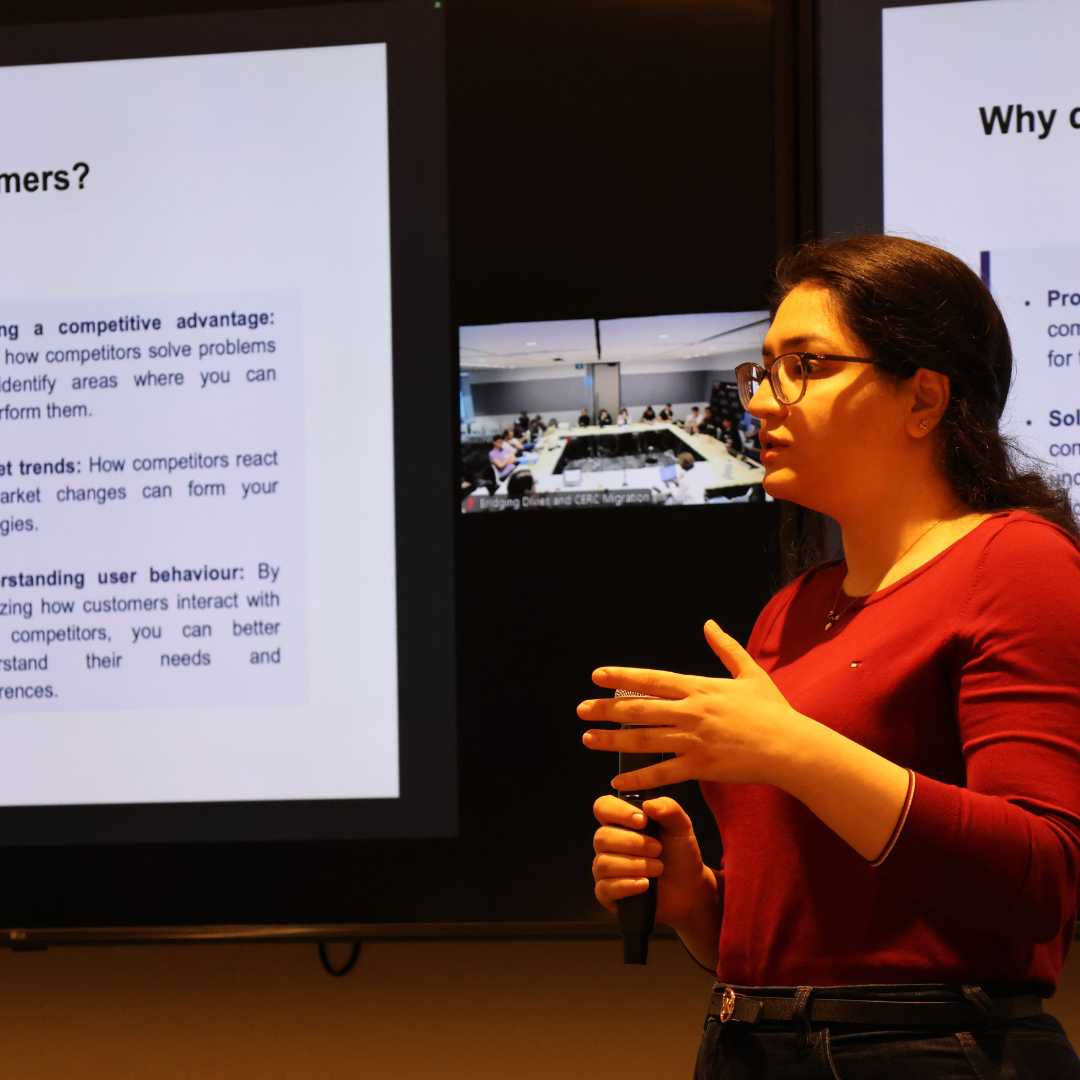 mers?
ng a competitive advantage:
how competitors solve problems
identify areas where you can
rform them.
et trends: How competitors react
arket changes can form your
gies.
rstanding user behaviour: By
zing how customers interact with
competitors, you can better
rstand their needs and
rences.
Bridging Divides and CERC Migration
Why
Pro
com
for
Sol
com